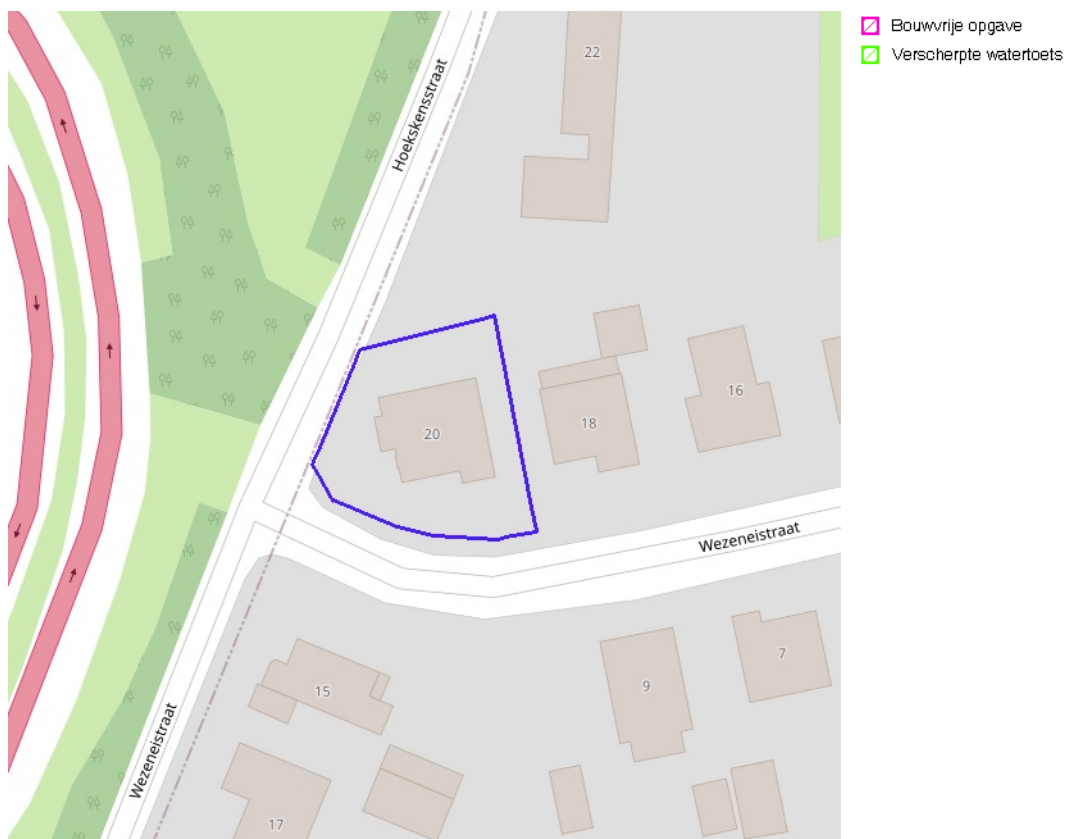 Bouwvrije opgave
Verscherpte watertoets
22
Hoekskensstraat
20
18
16
Wezeneistraat
15
9
7
Wezeneistraat
17